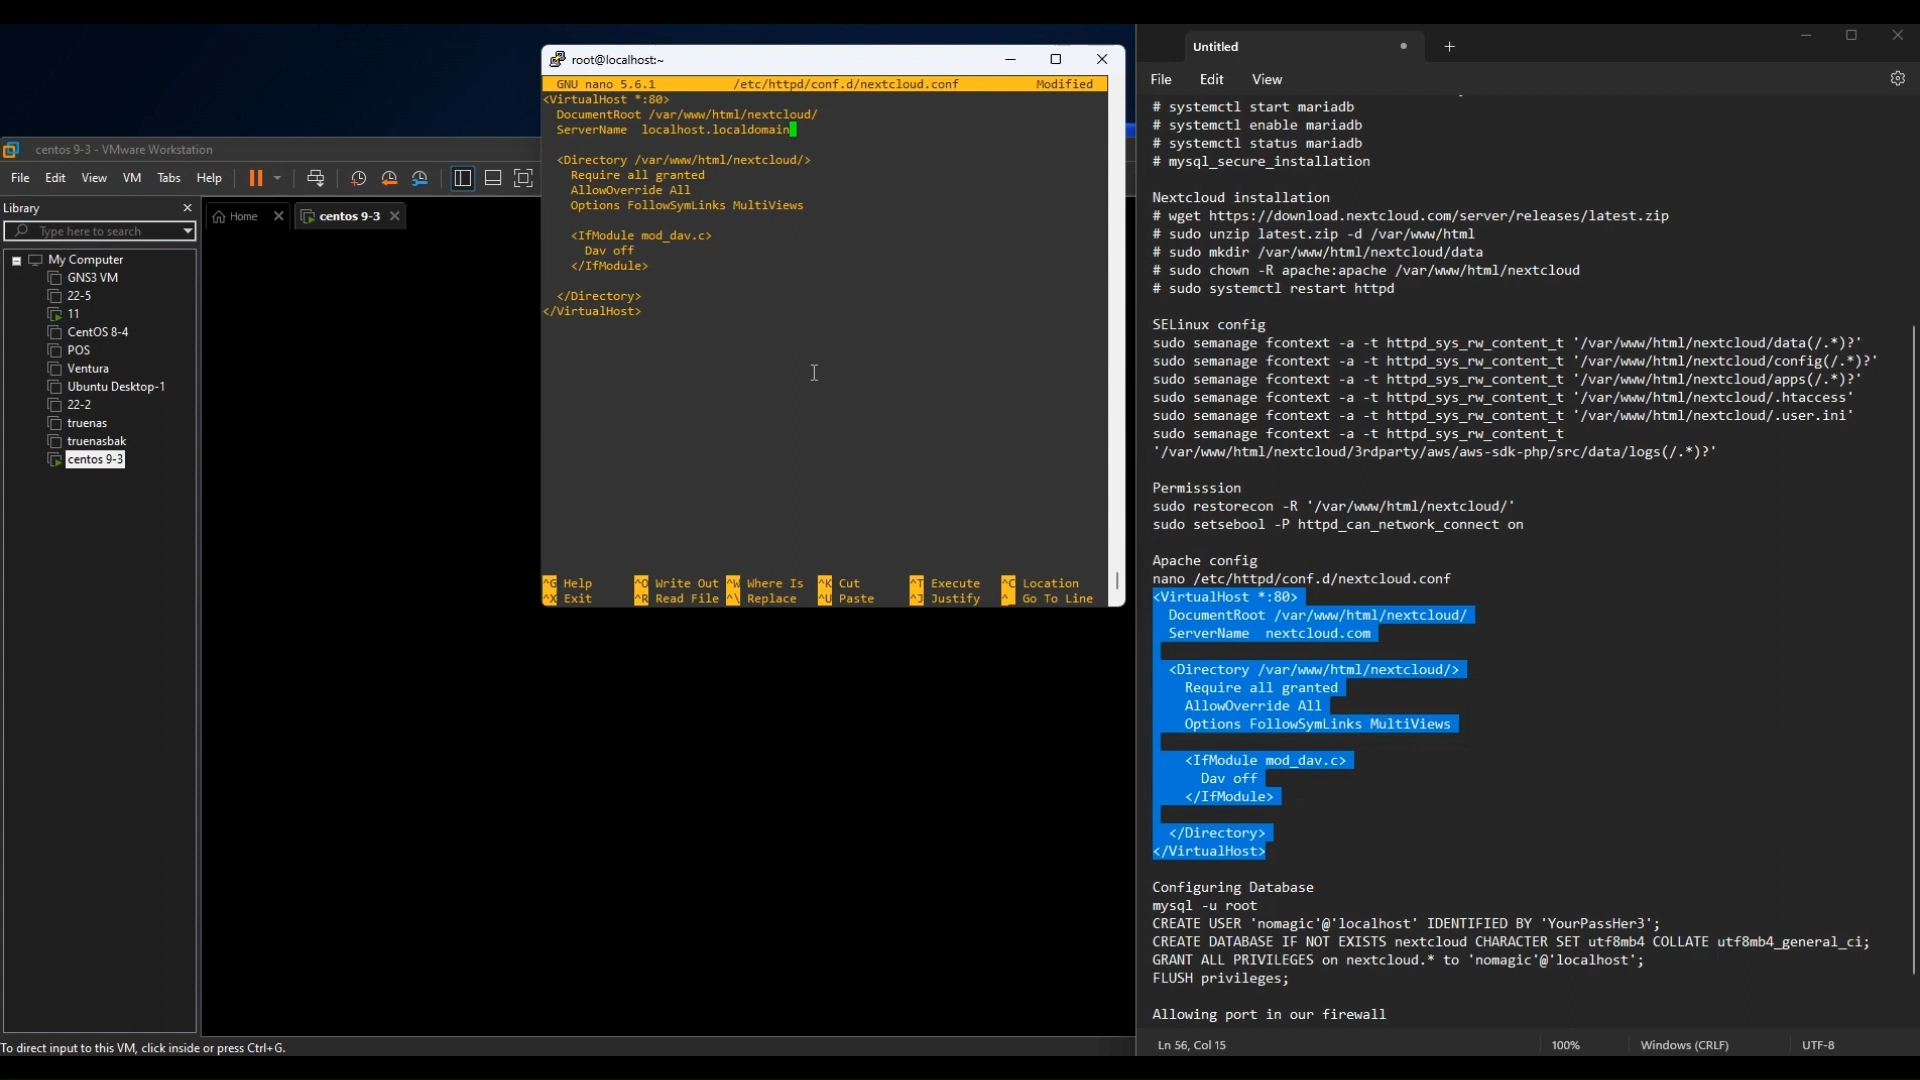 centos 9-3 - VMware Workstation
File Edit View VM Tabs Help
Library
Type here to search
My Computer
GNS3 VM
22-5
11
CentOS 8-4
POS
Ventura
Ubuntu Desktop-1
22-2
truenas
truenasbak
centos 9-3
Home
centos 9-3
To direct input to this VM, click inside or press Ctrl+G.
root@localhost:~
GNU nano 5.6.1 /etc/httpd/conf.d/nextcloud.conf Modified
<VirtualHost *:80>
DocumentRoot /var/www/html/nextcloud/
ServerName localhost.localdomain
<Directory /var/www/html/nextcloud/>
Require all granted
AllowOverride All
Options FollowSymLinks MultiViews
<IfModule mod_dav.c>
Dav off
</IfModule>
</Directory>
</VirtualHost>
^G Help ^O Write Out ^W Where Is ^K Cut ^T Execute ^C Location
^X Exit ^R Read File ^\ Replace ^U Paste ^J Justify ^_ Go To Line
Untitled
File Edit View
# systemctl start mariadb
# systemctl enable mariadb
# systemctl status mariadb
# mysql_secure_installation
Nextcloud installation
# wget https://download.nextcloud.com/server/releases/latest.zip
# sudo unzip latest.zip -d /var/www/html
# sudo mkdir /var/www/html/nextcloud/data
# sudo chown -R apache:apache /var/www/html/nextcloud
# sudo systemctl restart httpd
SELinux config
sudo semanage fcontext -a -t httpd_sys_rw_content_t '/var/www/html/nextcloud/data(/.*)?'
sudo semanage fcontext -a -t httpd_sys_rw_content_t '/var/www/html/nextcloud/config(/.*)?'
sudo semanage fcontext -a -t httpd_sys_rw_content_t '/var/www/html/nextcloud/apps(/.*)?'
sudo semanage fcontext -a -t httpd_sys_rw_content_t '/var/www/html/nextcloud/.htaccess'
sudo semanage fcontext -a -t httpd_sys_rw_content_t '/var/www/html/nextcloud/.user.ini'
sudo semanage fcontext -a -t httpd_sys_rw_content_t
'/var/www/html/nextcloud/3rdparty/aws/aws-sdk-php/src/data/logs(/.*)?'
Permisssion
sudo restorecon -R '/var/www/html/nextcloud/'
sudo setsebool -P httpd_can_network_connect on
Apache config
nano /etc/httpd/conf.d/nextcloud.conf
<VirtualHost *:80>
DocumentRoot /var/www/html/nextcloud/
ServerName nextcloud.com
<Directory /var/www/html/nextcloud/>
Require all granted
AllowOverride All
Options FollowSymLinks MultiViews
<IfModule mod_dav.c>
Dav off
</IfModule>
</Directory>
</VirtualHost>
Configuring Database
mysql -u root
CREATE USER 'nomagic'@'localhost' IDENTIFIED BY 'YourPassHer3';
CREATE DATABASE IF NOT EXISTS nextcloud CHARACTER SET utf8mb4 COLLATE utf8mb4_general_ci;
GRANT ALL PRIVILEGES on nextcloud.* to 'nomagic'@'localhost';
FLUSH privileges;
Allowing port in our firewall
Ln 56, Col 15 100% Windows (CRLF) UTF-8